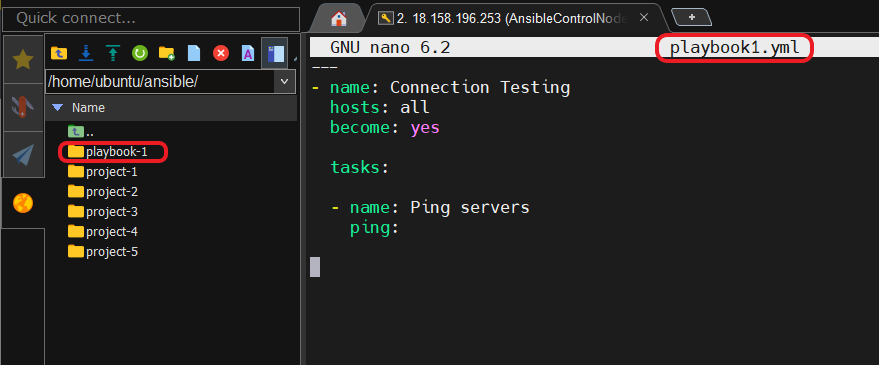 Quick connect...
2. 18.158.196.253 (AnsibleControlNode
/home/ubuntu/ansible/
Name
..
playbook-1
project-1
project-2
project-3
project-4
project-5
GNU nano 6.2 playbook1.yml
---
- name: Connection Testing
hosts: all
become: yes
tasks:
- name: Ping servers
ping: